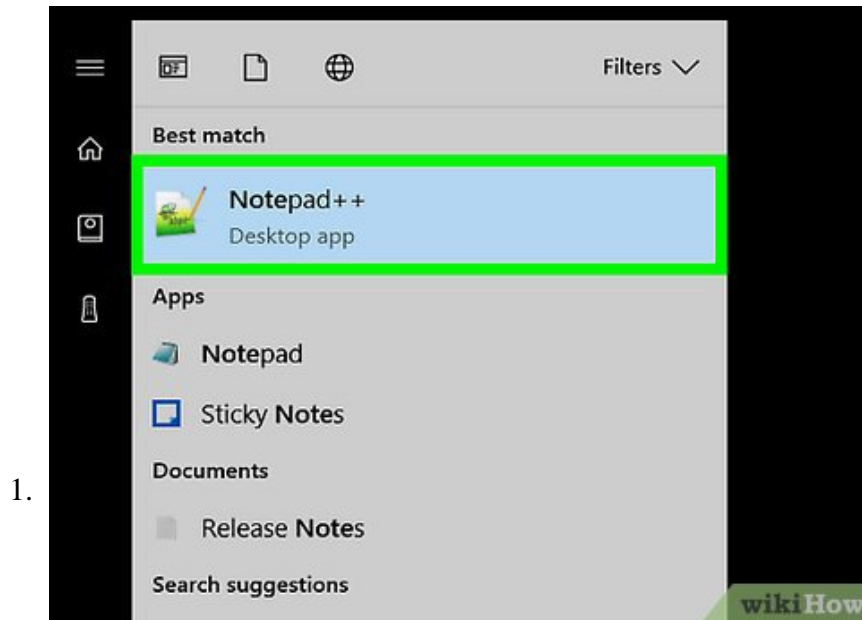 Filters
Best match
Notepad++
Desktop app
Apps
Notepad
Sticky Notes
Documents
Release Notes
1.
Search suggestions
wikiHow